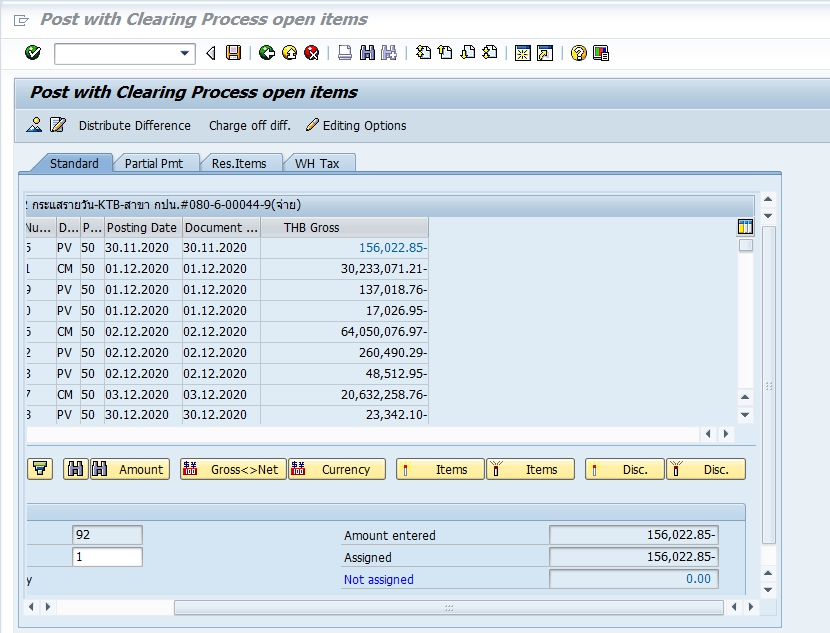 Post with Clearing Process open items
Post with Clearing Process open items
Distribute Difference Charge off diff. Editing Options
Standard Partial Pmt Res.Items WH Tax
กระแสรายวัน-KTB-สาขา กปน.#080-6-00044-9(จ่าย)
Nu... D... P... Posting Date Document ... THB Gross
5 PV 50 30.11.2020 30.11.2020 156,022.85-
1 CM 50 01.12.2020 01.12.2020 30,233,071.21-
9 PV 50 01.12.2020 01.12.2020 137,018.76-
PV 50 01.12.2020 01.12.2020 17,026.95-
CM 50 02.12.2020 02.12.2020 64,050,076.97-
2 PV 50 02.12.2020 02.12.2020 260,490.29-
PV 50 02.12.2020 02.12.2020 48,512.95-
7 CM 50 03.12.2020 03.12.2020 20,632,258.76-
PV 50 30.12.2020 30.12.2020 23,342.10-
Amount Gross<>Net Currency Items Items Disc. Disc.
92 Amount entered 156,022.85-
1 Assigned 156,022.85-
y Not assigned 0.00